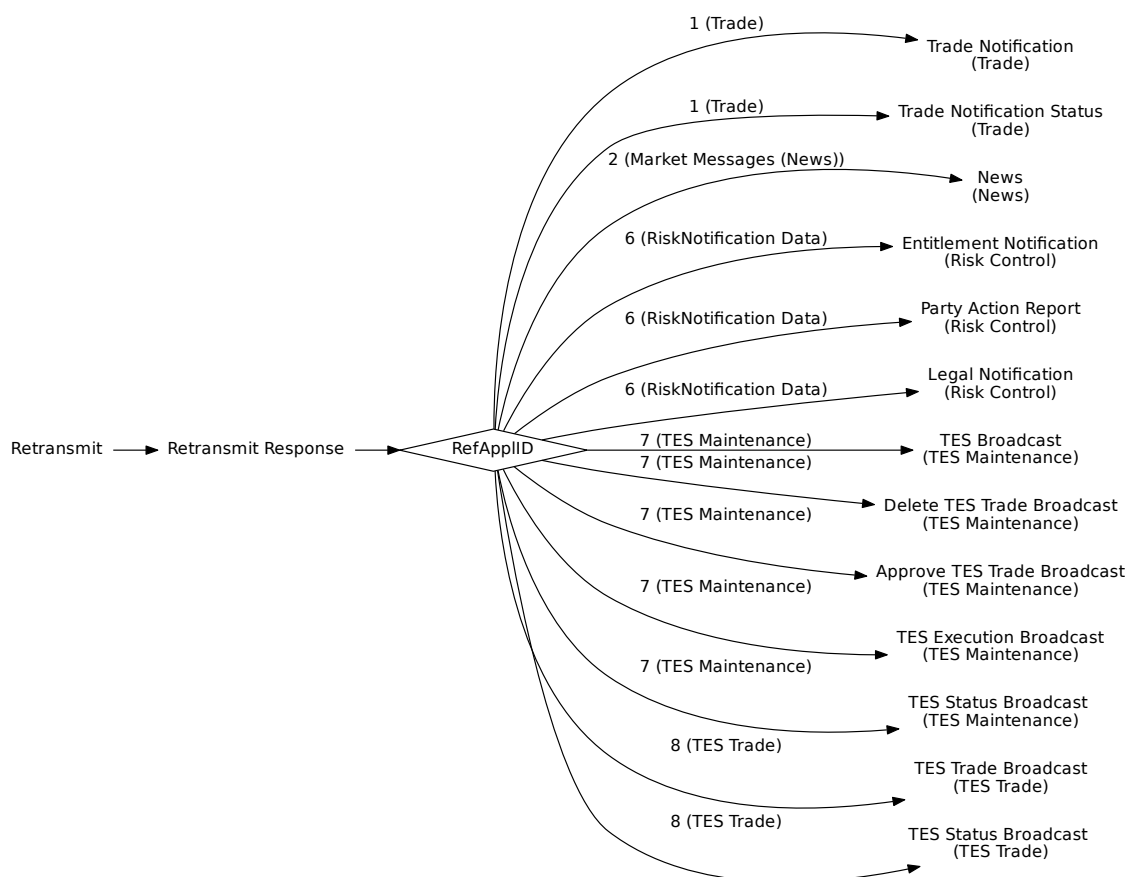 1 (Trade)
Trade Notification
(Trade)
1 (Trade)
Trade Notification Status
(Trade)
2 (Market Messages (News))
News
(News)
6 (RiskNotification Data)
Entitlement Notification
(Risk Control)
6 (RiskNotification Data)
Party Action Report
(Risk Control)
6 (RiskNotification Data)
Legal Notification
(Risk Control)
Retransmit
Retransmit Response
RefApplID
7 (TES Maintenance)
TES Broadcast
(TES Maintenance)
7 (TES Maintenance)
Delete TES Trade Broadcast
(TES Maintenance)
7 (TES Maintenance)
Approve TES Trade Broadcast
(TES Maintenance)
7 (TES Maintenance)
TES Execution Broadcast
(TES Maintenance)
7 (TES Maintenance)
TES Status Broadcast
(TES Maintenance)
8 (TES Trade)
TES Trade Broadcast
(TES Trade)
8 (TES Trade)
TES Status Broadcast
(TES Trade)